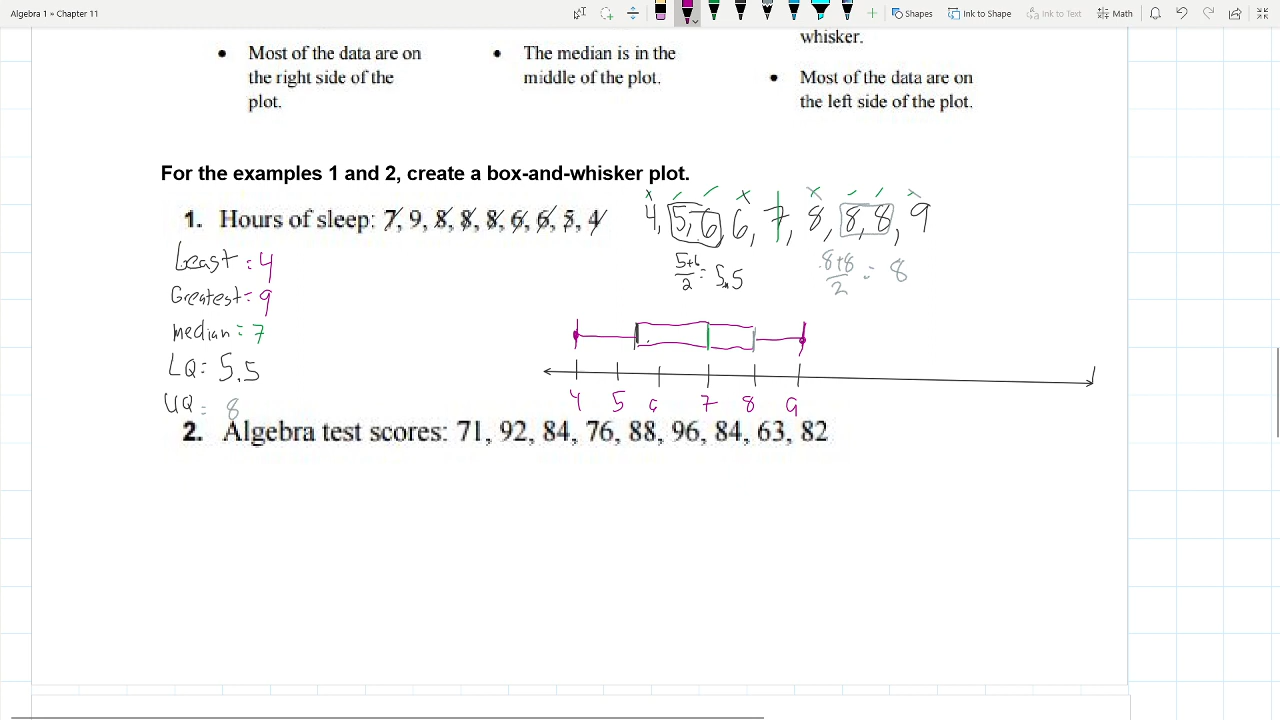 Algebra 1 » Chapter 11
Shapes
Ink to Shape
Ink to Text
Math
• Most of the data are on
the right side of the
plot.
• The median is in the
middle of the plot.
whisker.
• Most of the data are on
the left side of the plot.
For the examples 1 and 2, create a box-and-whisker plot.
1. Hours of sleep: 7, 9, 8, 8, 8, 6, 6, 5, 4
4, 5, 6, 6, 7, 8, 8, 8, 9
5+6/2 = 5.5
8+8/2 = 8
Least: 4
Greatest= 9
median= 7
LQ= 5.5
UQ= 8
4 5 6 7 8 9
2. Algebra test scores: 71, 92, 84, 76, 88, 96, 84, 63, 82